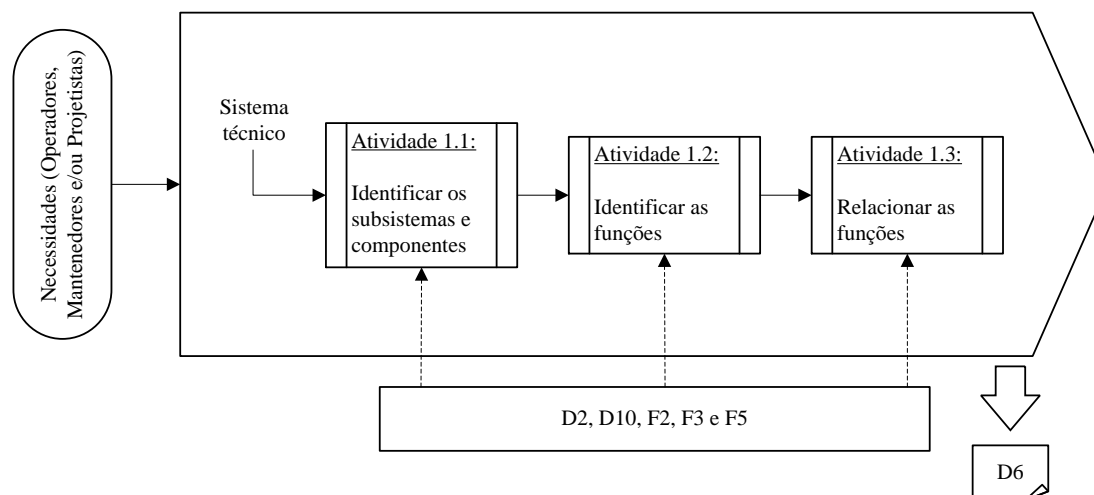 Necessidades (Operadores,
Mantenedores e/ou Projetistas)
Sistema
técnico
Atividade 1.1:
Identificar os
subsistemas e
componentes
Atividade 1.2:
Identificar as
funções
Atividade 1.3:
Relacionar as
funções
D2, D10, F2, F3 e F5
D6